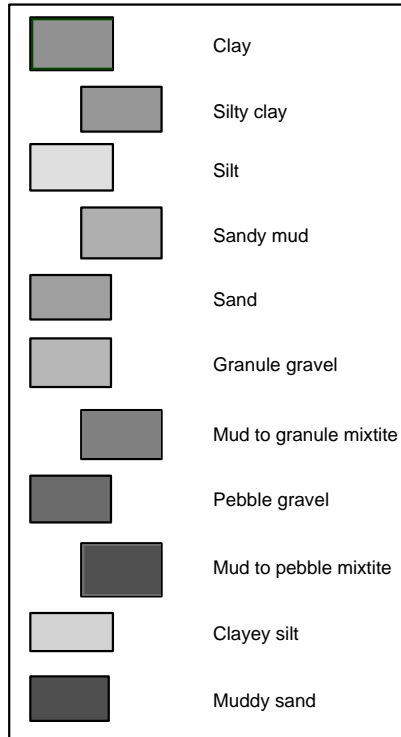 Clay
Silty clay
Silt
Sandy mud
Sand
Granule gravel
Mud to granule mixtite
Pebble gravel
Mud to pebble mixtite
Clayey silt
Muddy sand